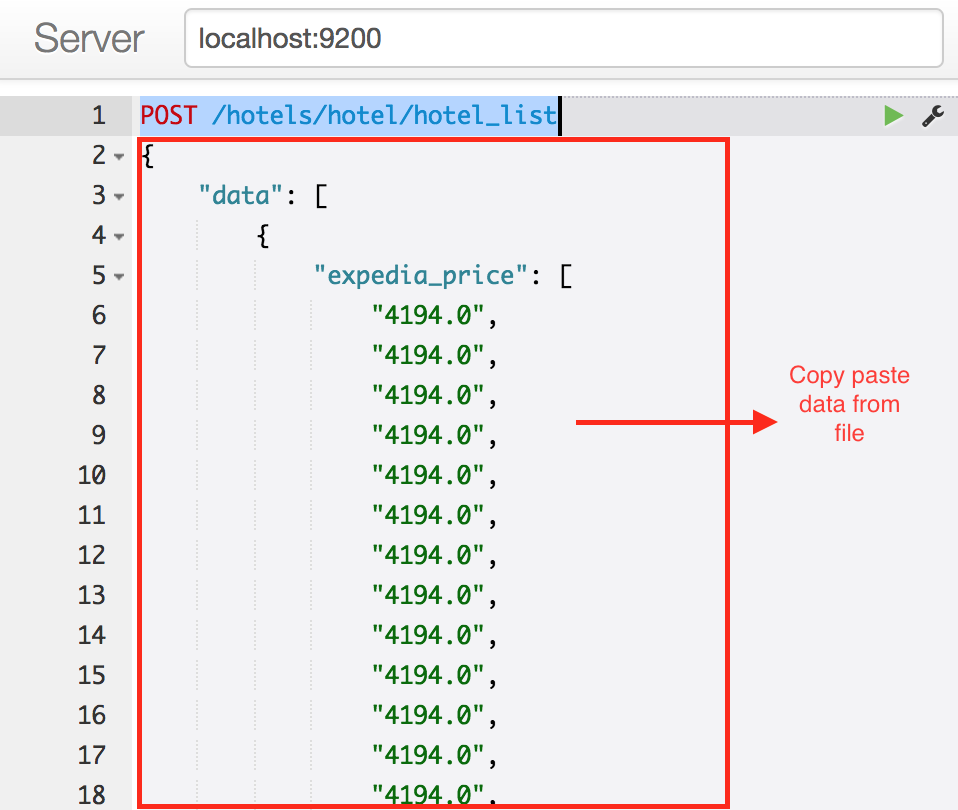 Server localhost:9200
1 POST /hotels/hotel/hotel_list
2 {
3 "data": [
4 {
5 "expedia_price": [
6 "4194.0",
7 "4194.0",
8 "4194.0",
9 "4194.0",
10 "4194.0",
11 "4194.0",
12 "4194.0",
13 "4194.0",
14 "4194.0",
15 "4194.0",
16 "4194.0",
17 "4194.0",
18 "4194.0",
Copy paste
data from
file